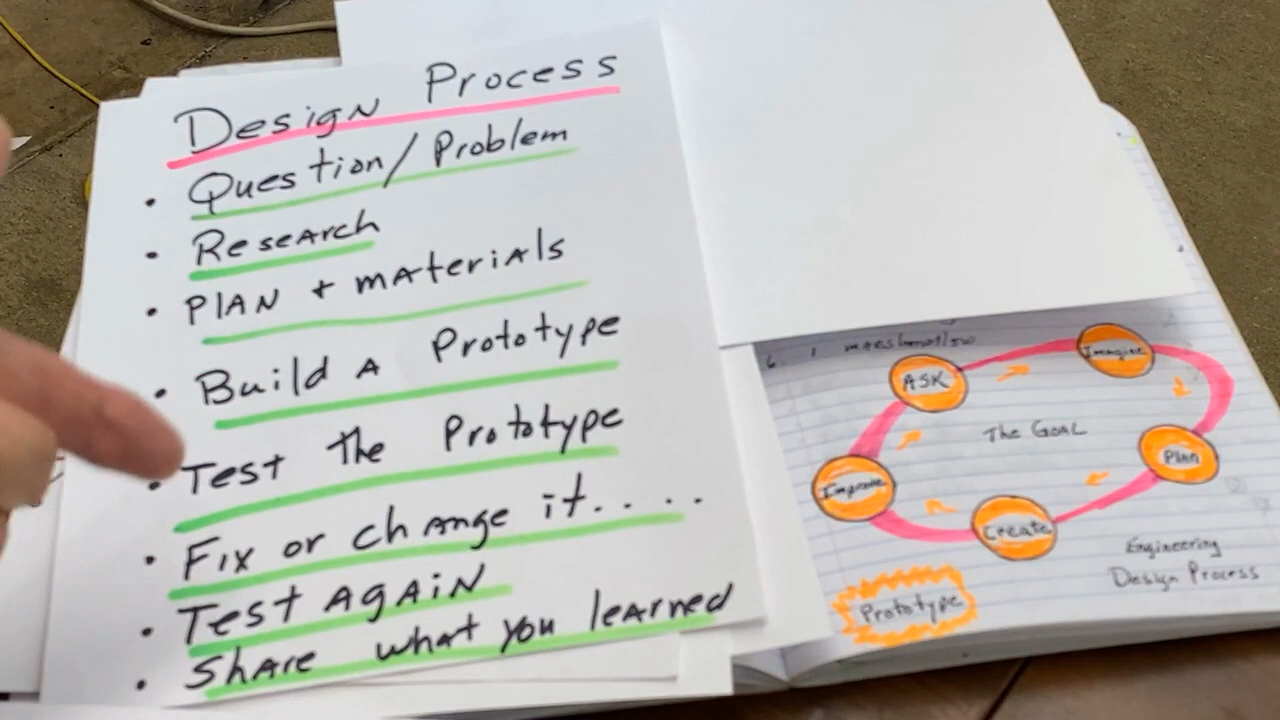 Design Process
• Question/Problem
• Research
• Plan + materials
• Build a Prototype
• Test the Prototype
• Fix or change it.....
• Test Again
• Share what you learned
Ask
Imagine
Plan
Create
Improve
The Goal
Engineering
Design Process
Prototype